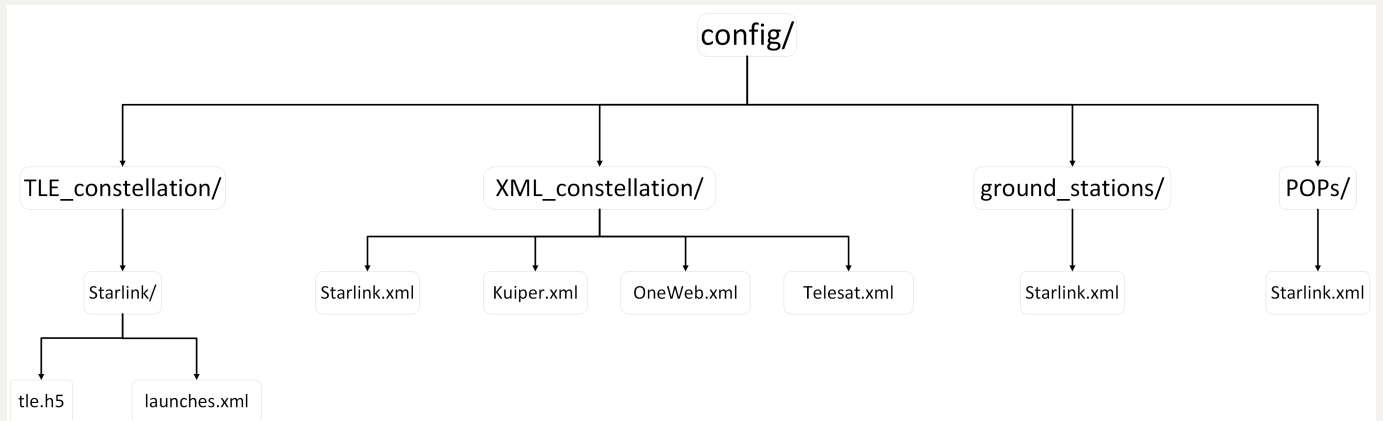 config/
TLE_constellation/
XML_constellation/
ground_stations/
POPs/
Starlink/
Starlink.xml
Kuiper.xml
OneWeb.xml
Telesat.xml
Starlink.xml
Starlink.xml
tle.h5
launches.xml